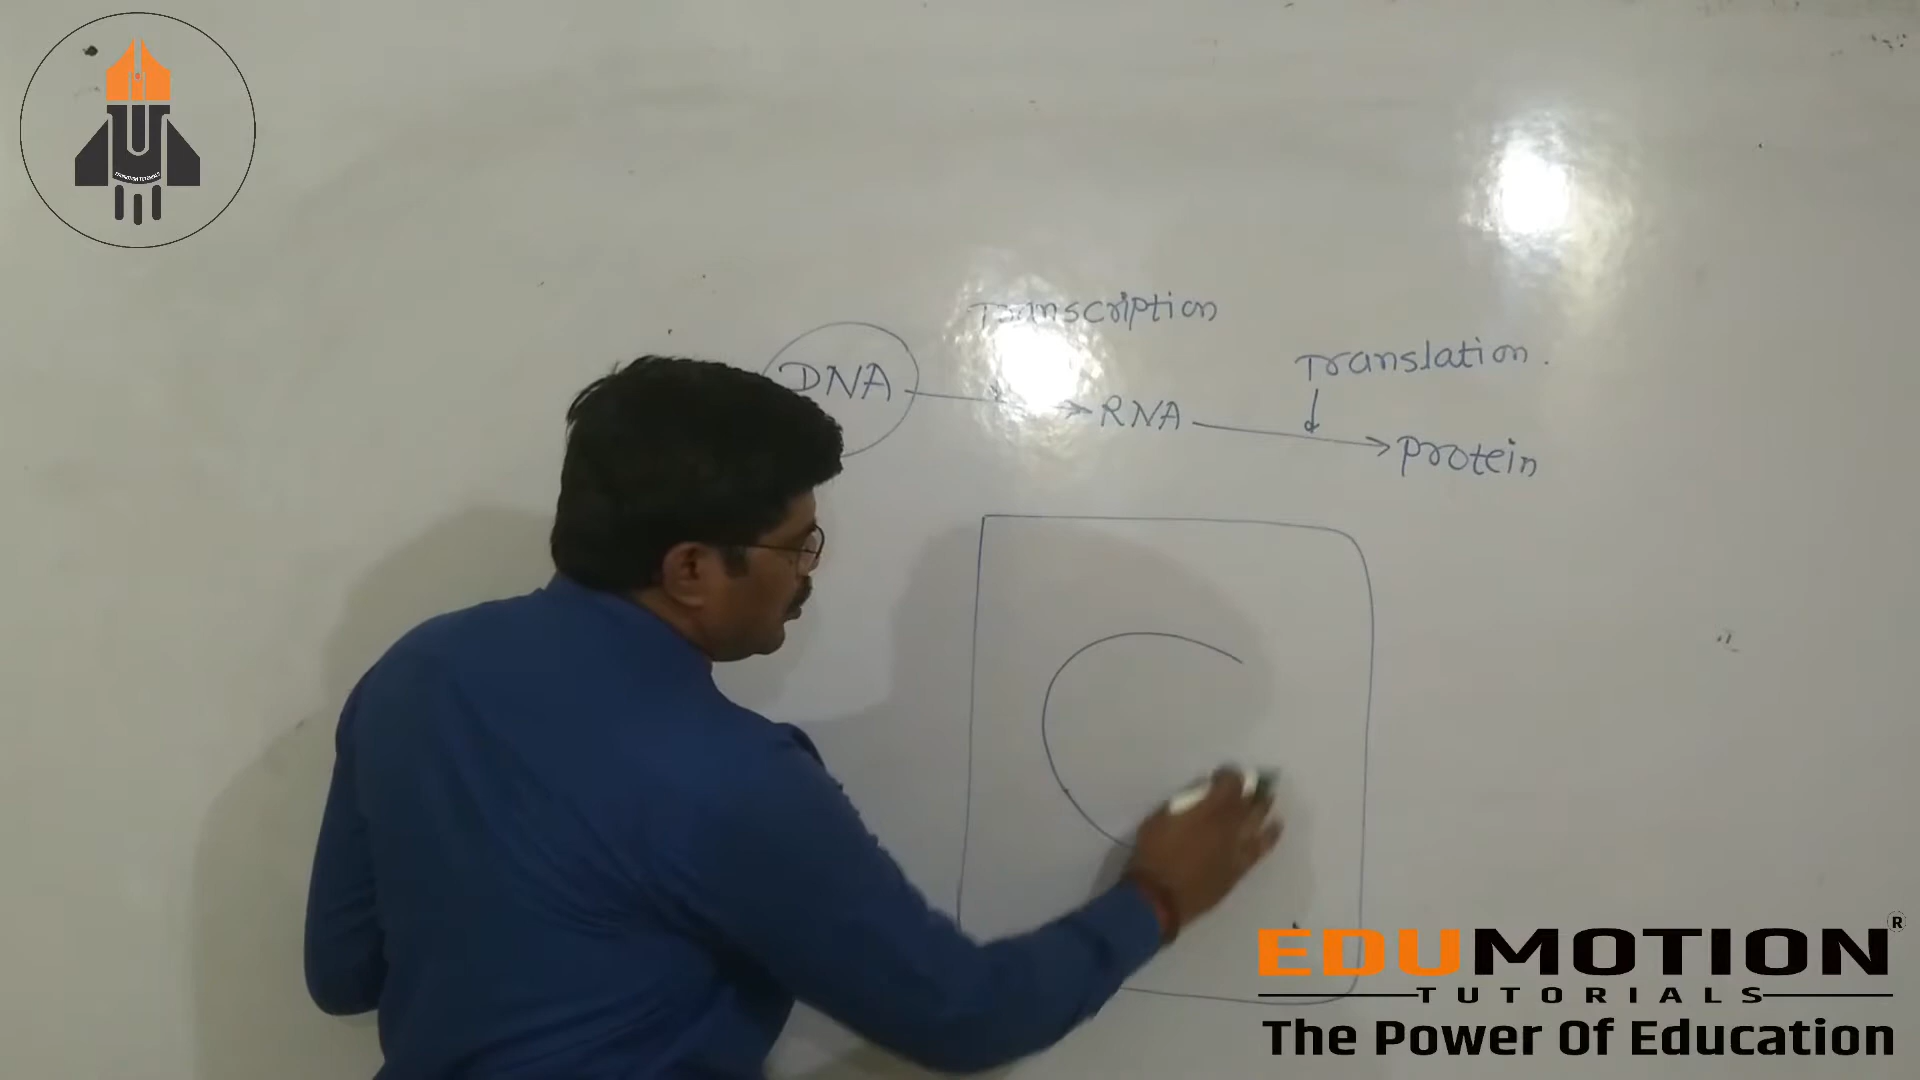 Transcription
DNA
Translation.
RNA
Protein
EDUMOTION®
TUTORIALS
The Power Of Education